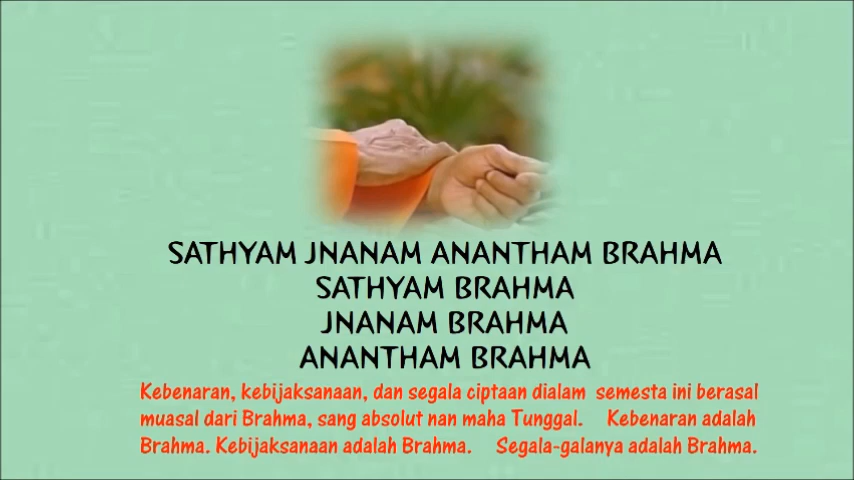 SATHYAM JNANAM ANANTHAM BRAHMA
SATHYAM BRAHMA
JNANAM BRAHMA
ANANTHAM BRAHMA
Kebenaran, kebijaksanaan, dan segala ciptaan dialam semesta ini berasal
muasal dari Brahma, sang absolut nan maha Tunggal. Kebenaran adalah
Brahma. Kebijaksanaan adalah Brahma. Segala-galanya adalah Brahma.